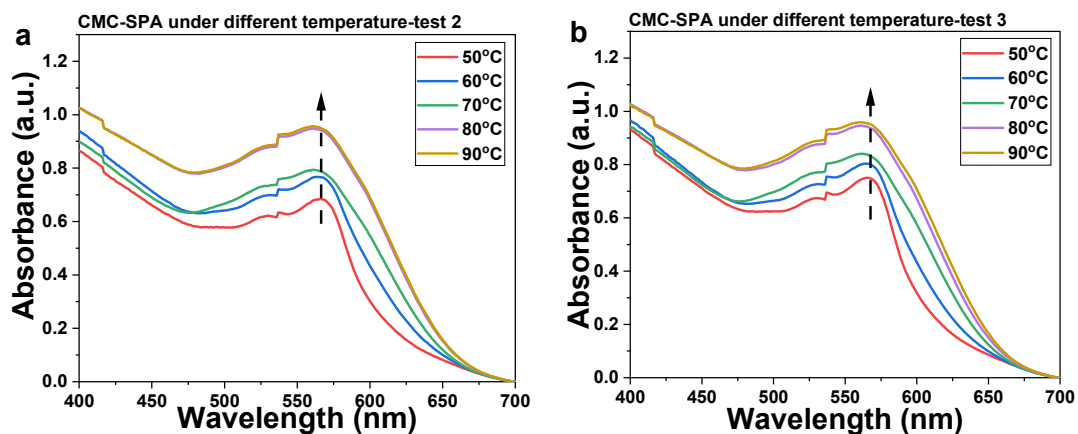 CMC-SPA under different temperature-test 2
a
1.2
1.0
0.8
0.6
0.4
0.2
0.0
Absorbance (a.u.)
50°C
60°C
70°C
80°C
90°C
400 450 500 550 600 650 700
Wavelength (nm)
CMC-SPA under different temperature-test 3
b
1.2
1.0
0.8
0.6
0.4
0.2
0.0
Absorbance (a.u.)
50°C
60°C
70°C
80°C
90°C
400 450 500 550 600 650 700
Wavelength (nm)